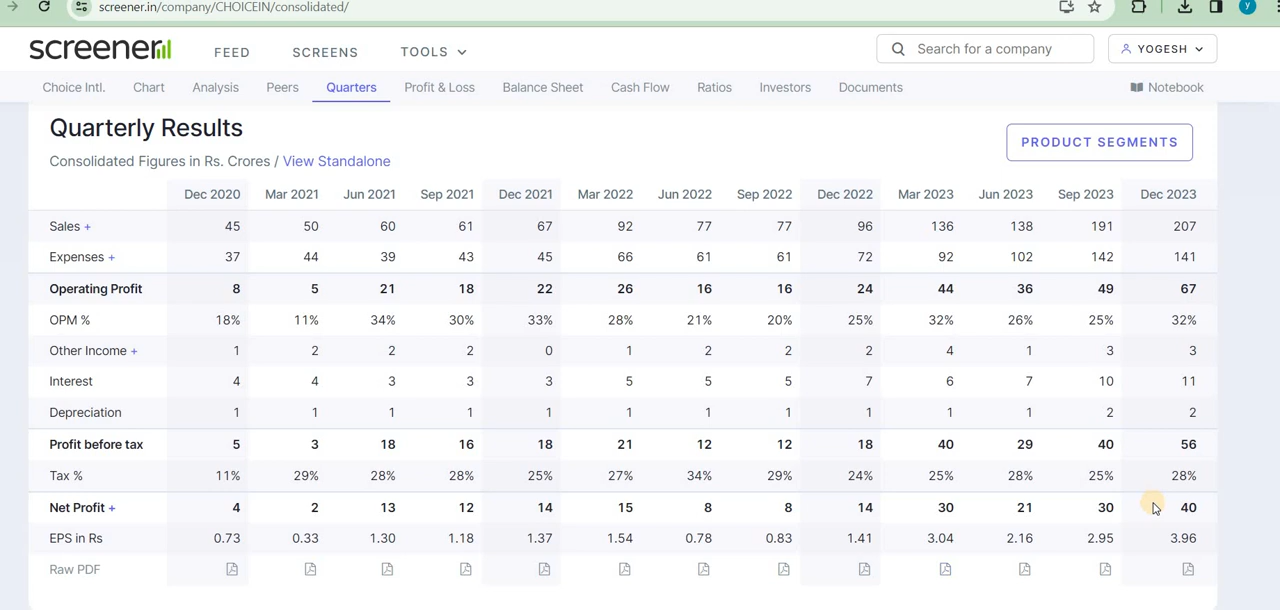 screener.in/company/CHOICEIN/consolidated/
y
screener
FEED SCREENS TOOLS
Search for a company
YOGESH
Choice Intl. Chart Analysis Peers Quarters Profit & Loss Balance Sheet Cash Flow Ratios Investors Documents Notebook
Quarterly Results
PRODUCT SEGMENTS
Consolidated Figures in Rs. Crores / View Standalone
Dec 2020 Mar 2021 Jun 2021 Sep 2021 Dec 2021 Mar 2022 Jun 2022 Sep 2022 Dec 2022 Mar 2023 Jun 2023 Sep 2023 Dec 2023
Sales + 45 50 60 61 67 92 77 77 96 136 138 191 207
Expenses + 37 44 39 43 45 66 61 61 72 92 102 142 141
Operating Profit 8 5 21 18 22 26 16 16 24 44 36 49 67
OPM % 18% 11% 34% 30% 33% 28% 21% 20% 25% 32% 26% 25% 32%
Other Income + 1 2 2 2 0 1 2 2 2 4 1 3 3
Interest 4 4 3 3 3 5 5 5 7 6 7 10 11
Depreciation 1 1 1 1 1 1 1 1 1 1 1 2 2
Profit before tax 5 3 18 16 18 21 12 12 18 40 29 40 56
Tax % 11% 29% 28% 28% 25% 27% 34% 29% 24% 25% 28% 25% 28%
Net Profit + 4 2 13 12 14 15 8 8 14 30 21 30 40
EPS in Rs 0.73 0.33 1.30 1.18 1.37 1.54 0.78 0.83 1.41 3.04 2.16 2.95 3.96
Raw PDF